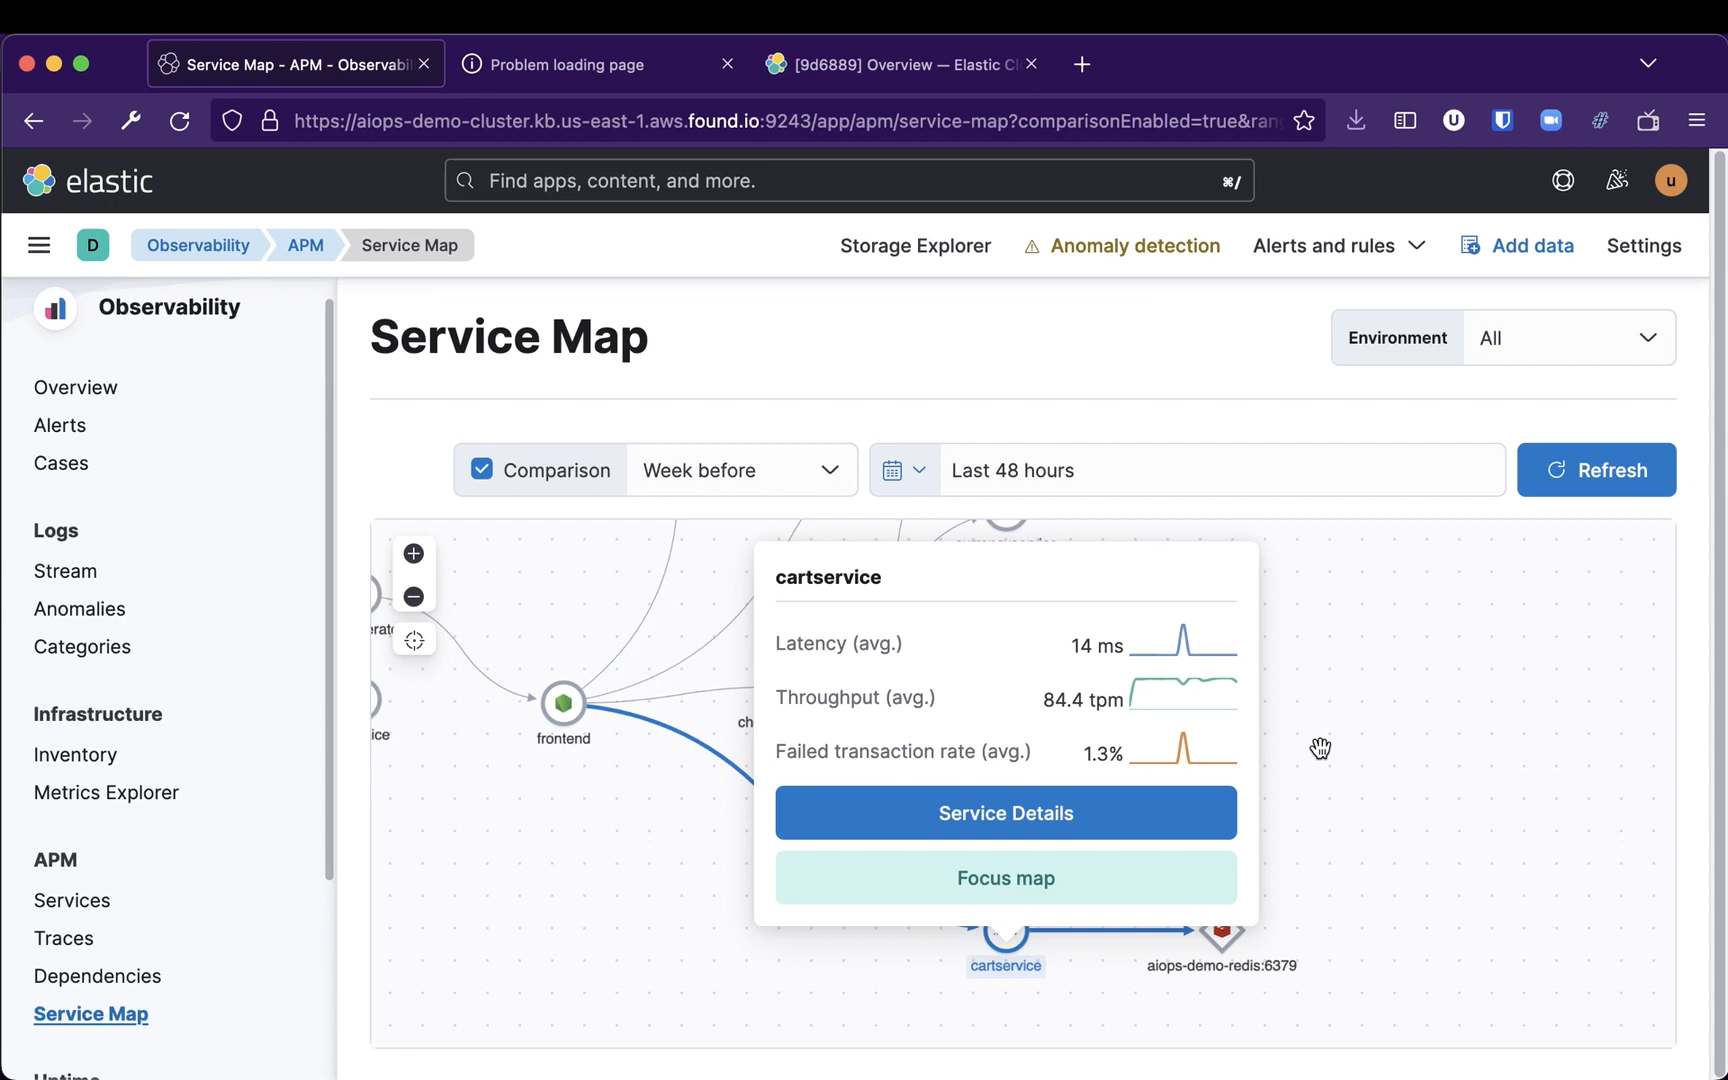 Service Map - APM - Observabil
Problem loading page
[9d6889] Overview — Elastic Cl
https://aiops-demo-cluster.kb.us-east-1.aws.found.io:9243/app/apm/service-map?comparisonEnabled=true&ran
elastic
Find apps, content, and more.
⌘/
u
D
Observability
APM
Service Map
Storage Explorer
Anomaly detection
Alerts and rules
Add data
Settings
Observability
Overview
Alerts
Cases
Logs
Stream
Anomalies
Categories
Infrastructure
Inventory
Metrics Explorer
APM
Services
Traces
Dependencies
Service Map
Uptime
Service Map
Environment
All
Comparison
Week before
Last 48 hours
Refresh
erato
ice
frontend
ch
cartservice
Latency (avg.)
14 ms
Throughput (avg.)
84.4 tpm
Failed transaction rate (avg.)
1.3%
Service Details
Focus map
cartservice
aiops-demo-redis:6379